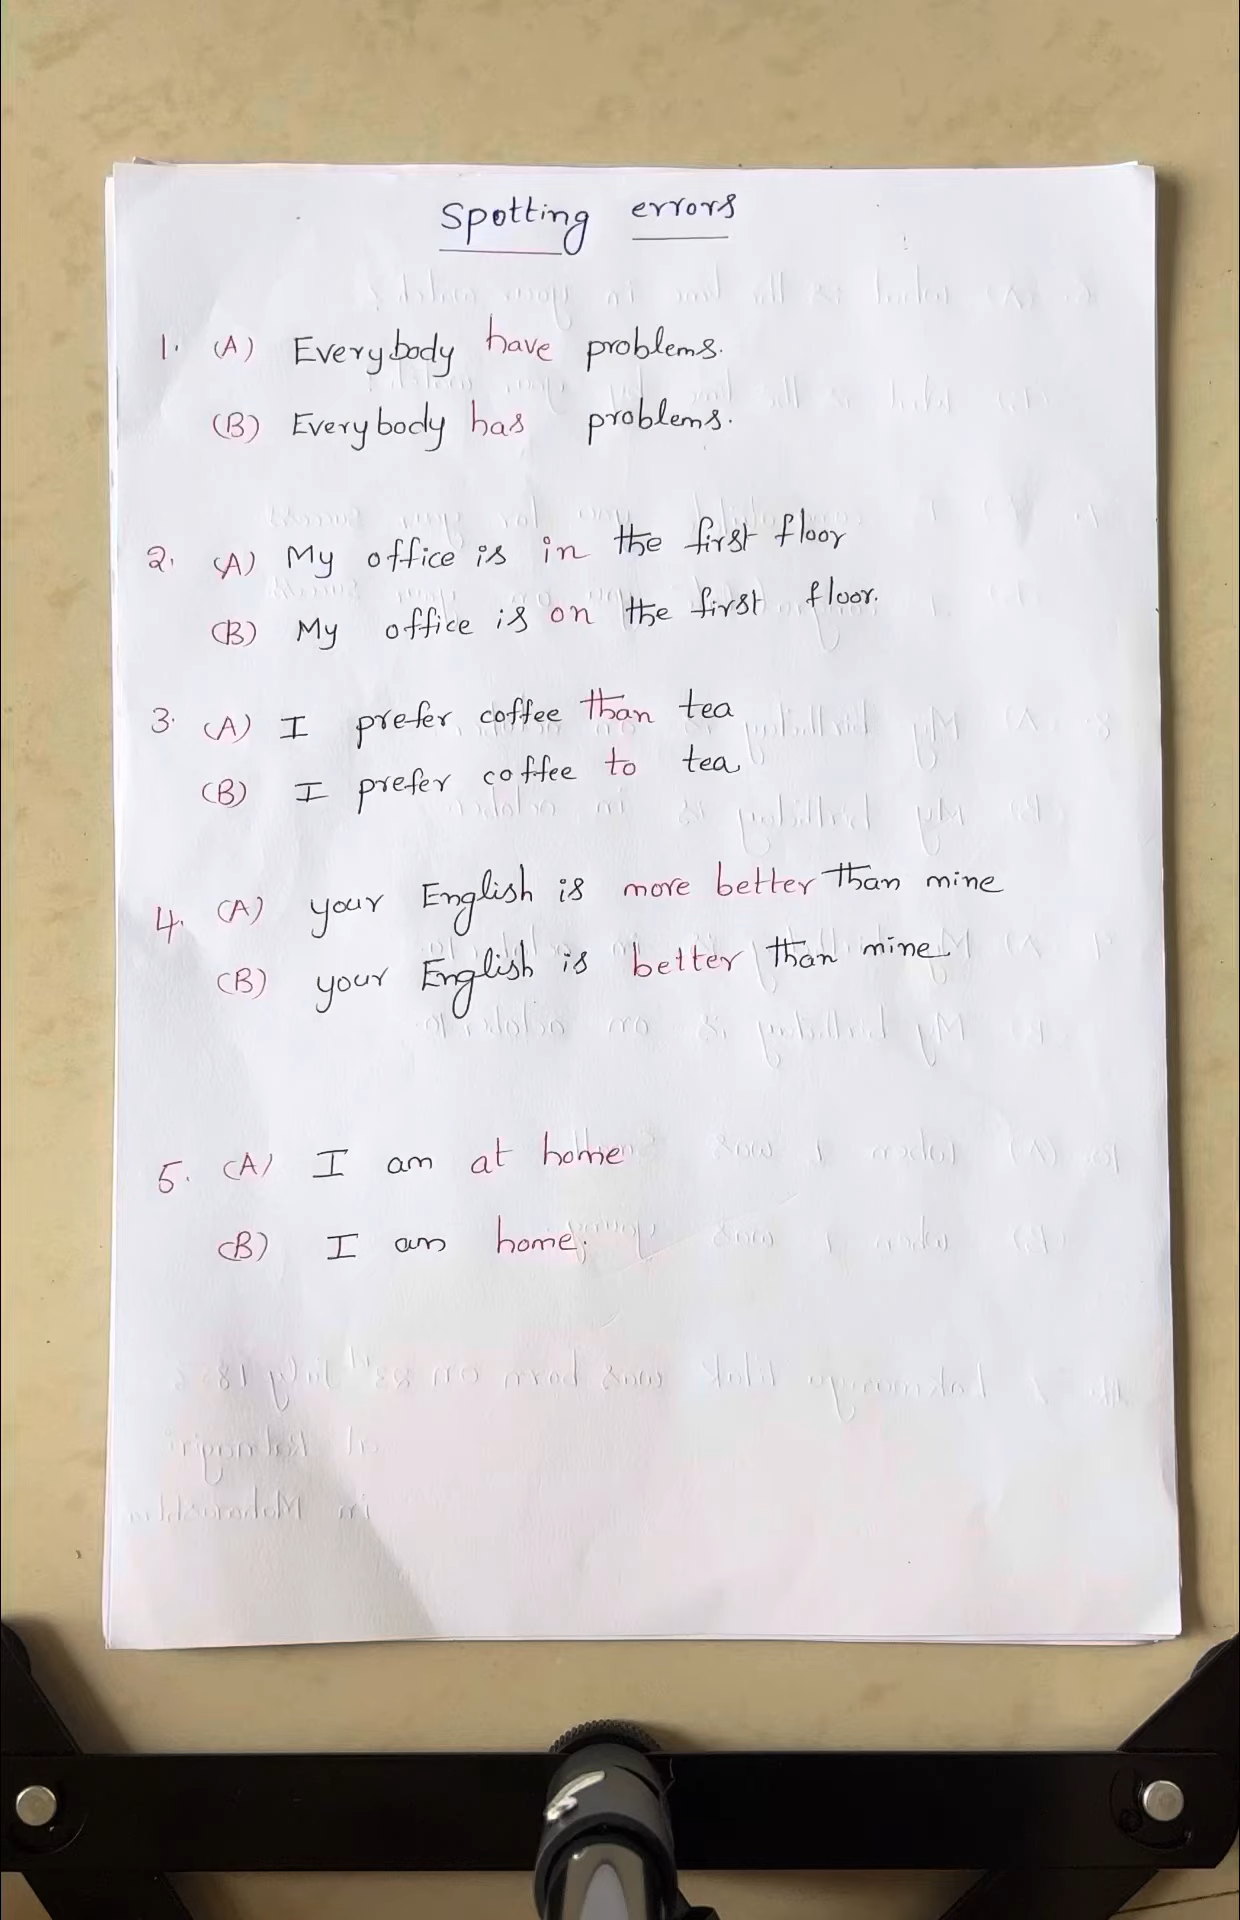 Spotting errors
1. (A) Everybody have problems.
(B) Everybody has problems.
2. (A) My office is in the first floor
(B) My office is on the first floor.
3. (A) I prefer coffee than tea
(B) I prefer coffee to tea
4. (A) your English is more better than mine
(B) your English is better than mine
5. (A) I am at home
(B) I am home.